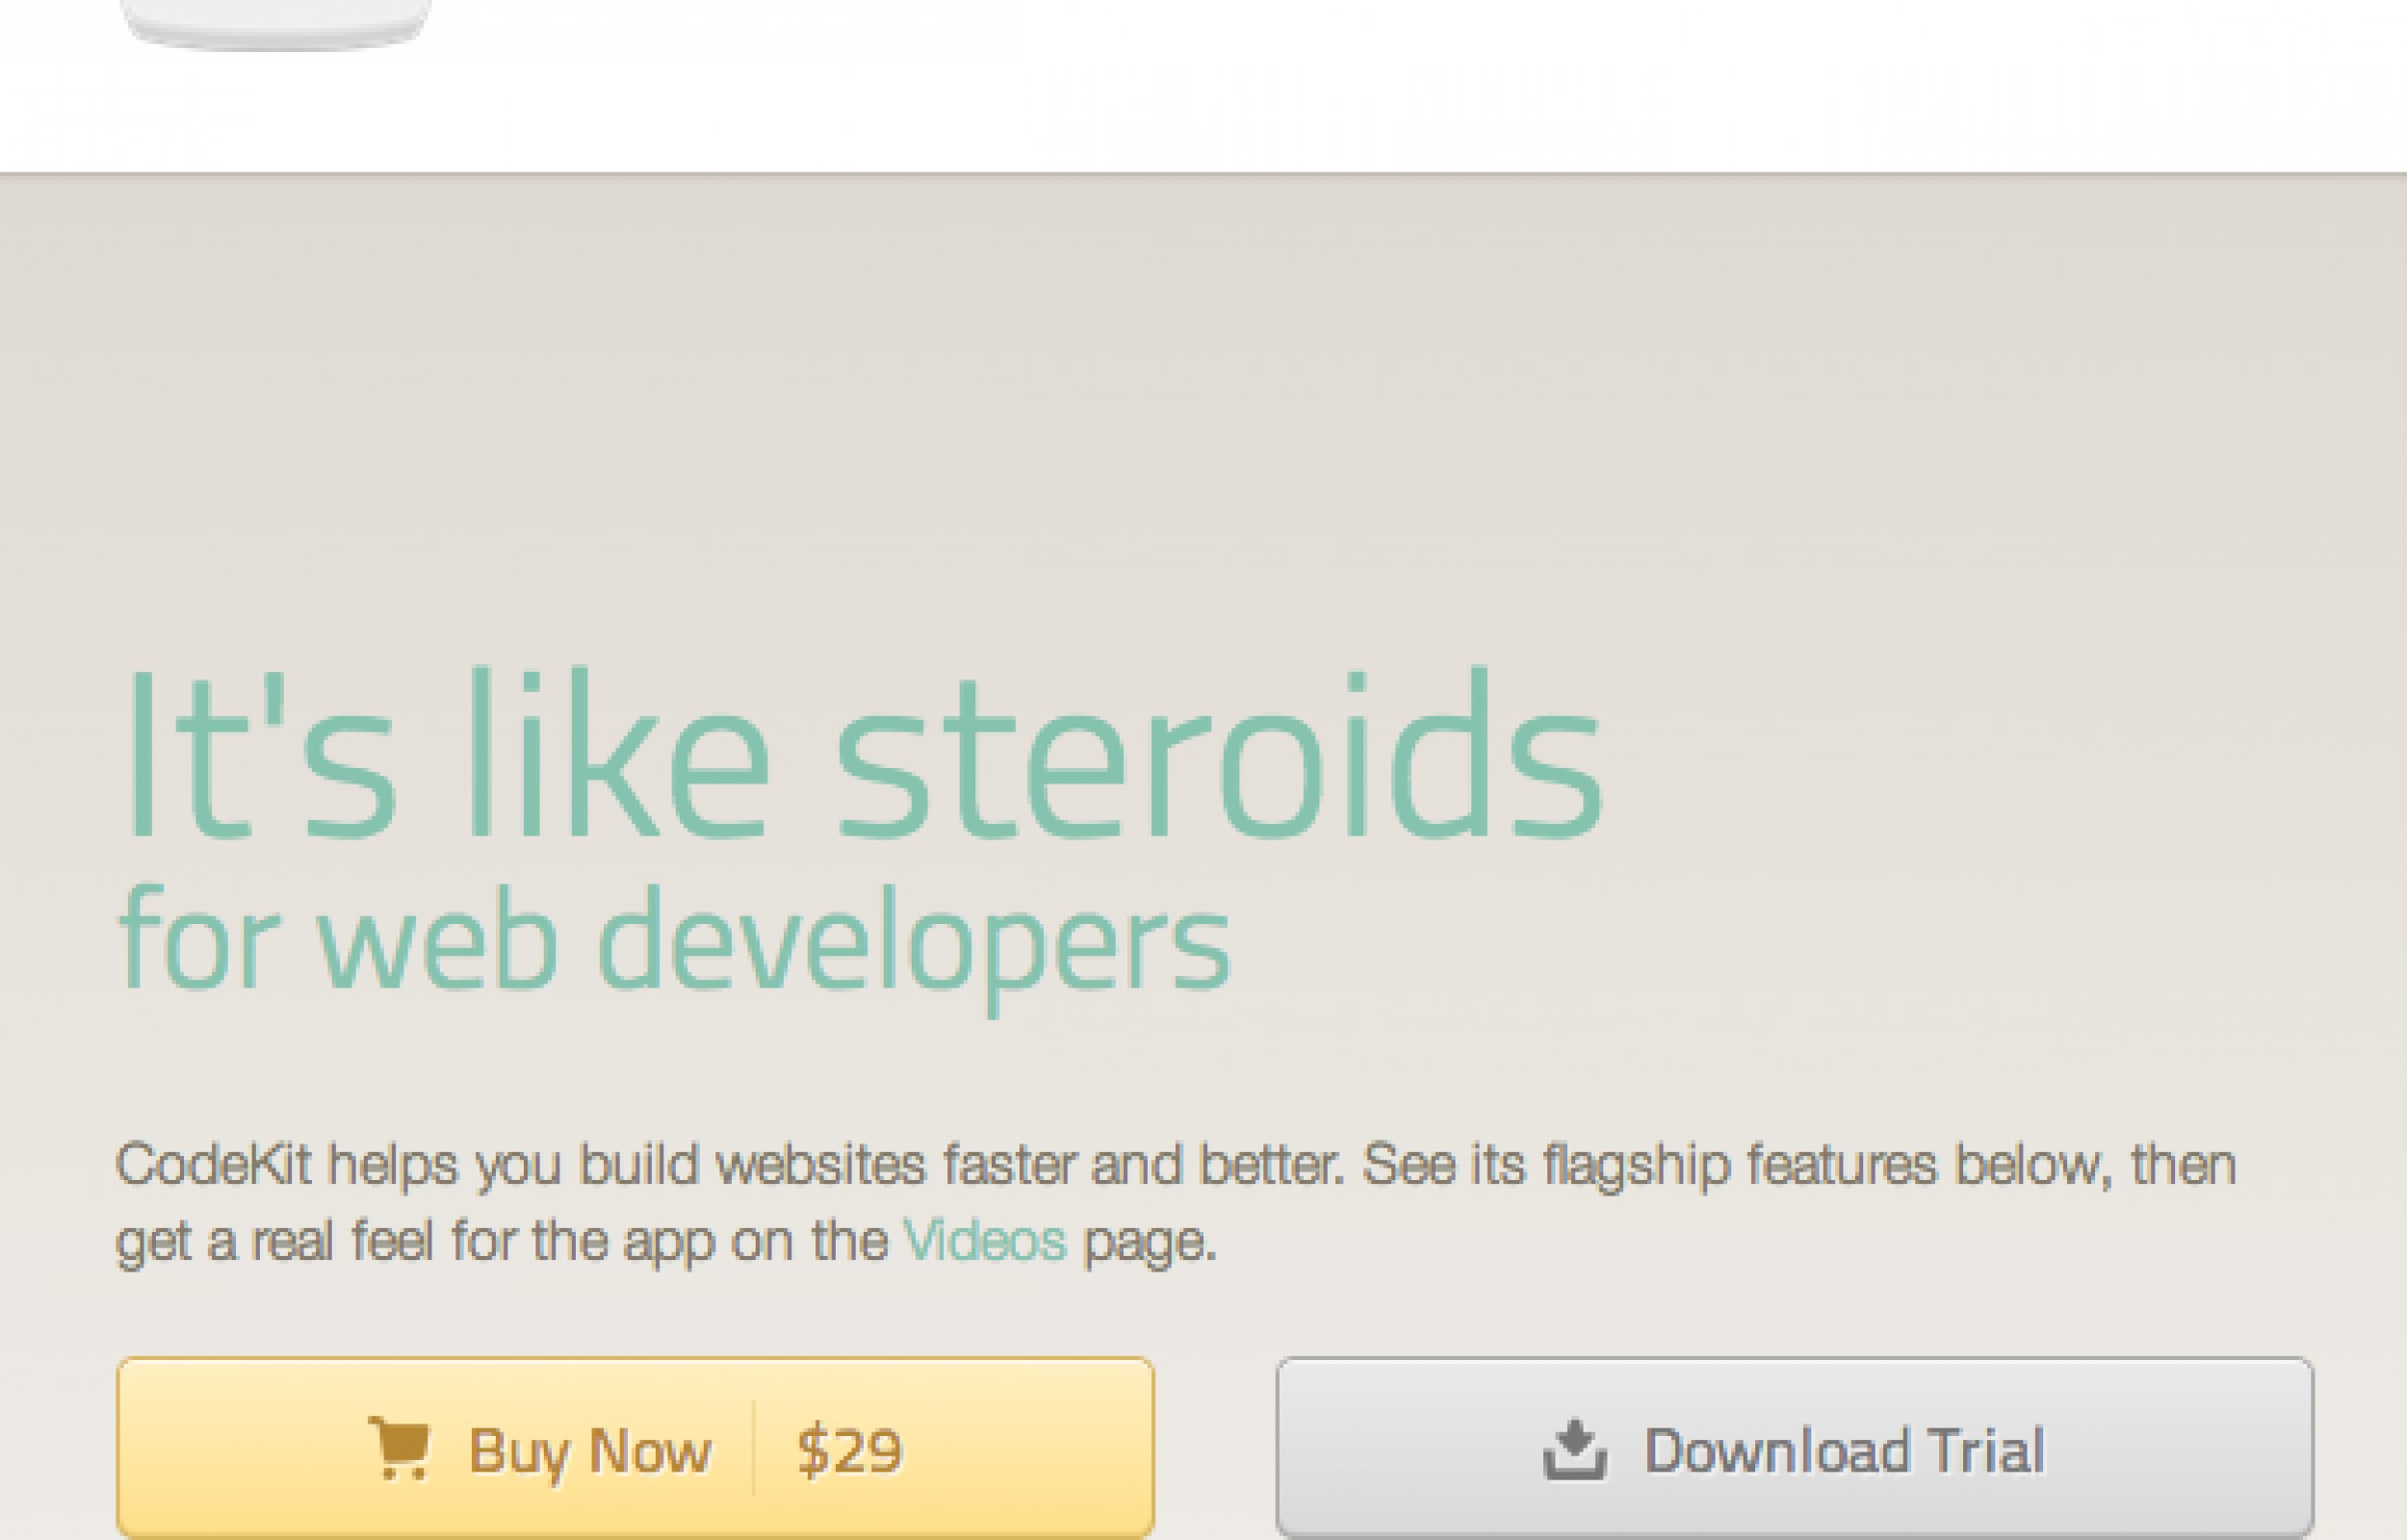 It's like steroids
for web developers
CodeKit helps you build websites faster and better. See its flagship features below, then
get a real feel for the app on the Videos page.
Buy Now $29
Download Trial